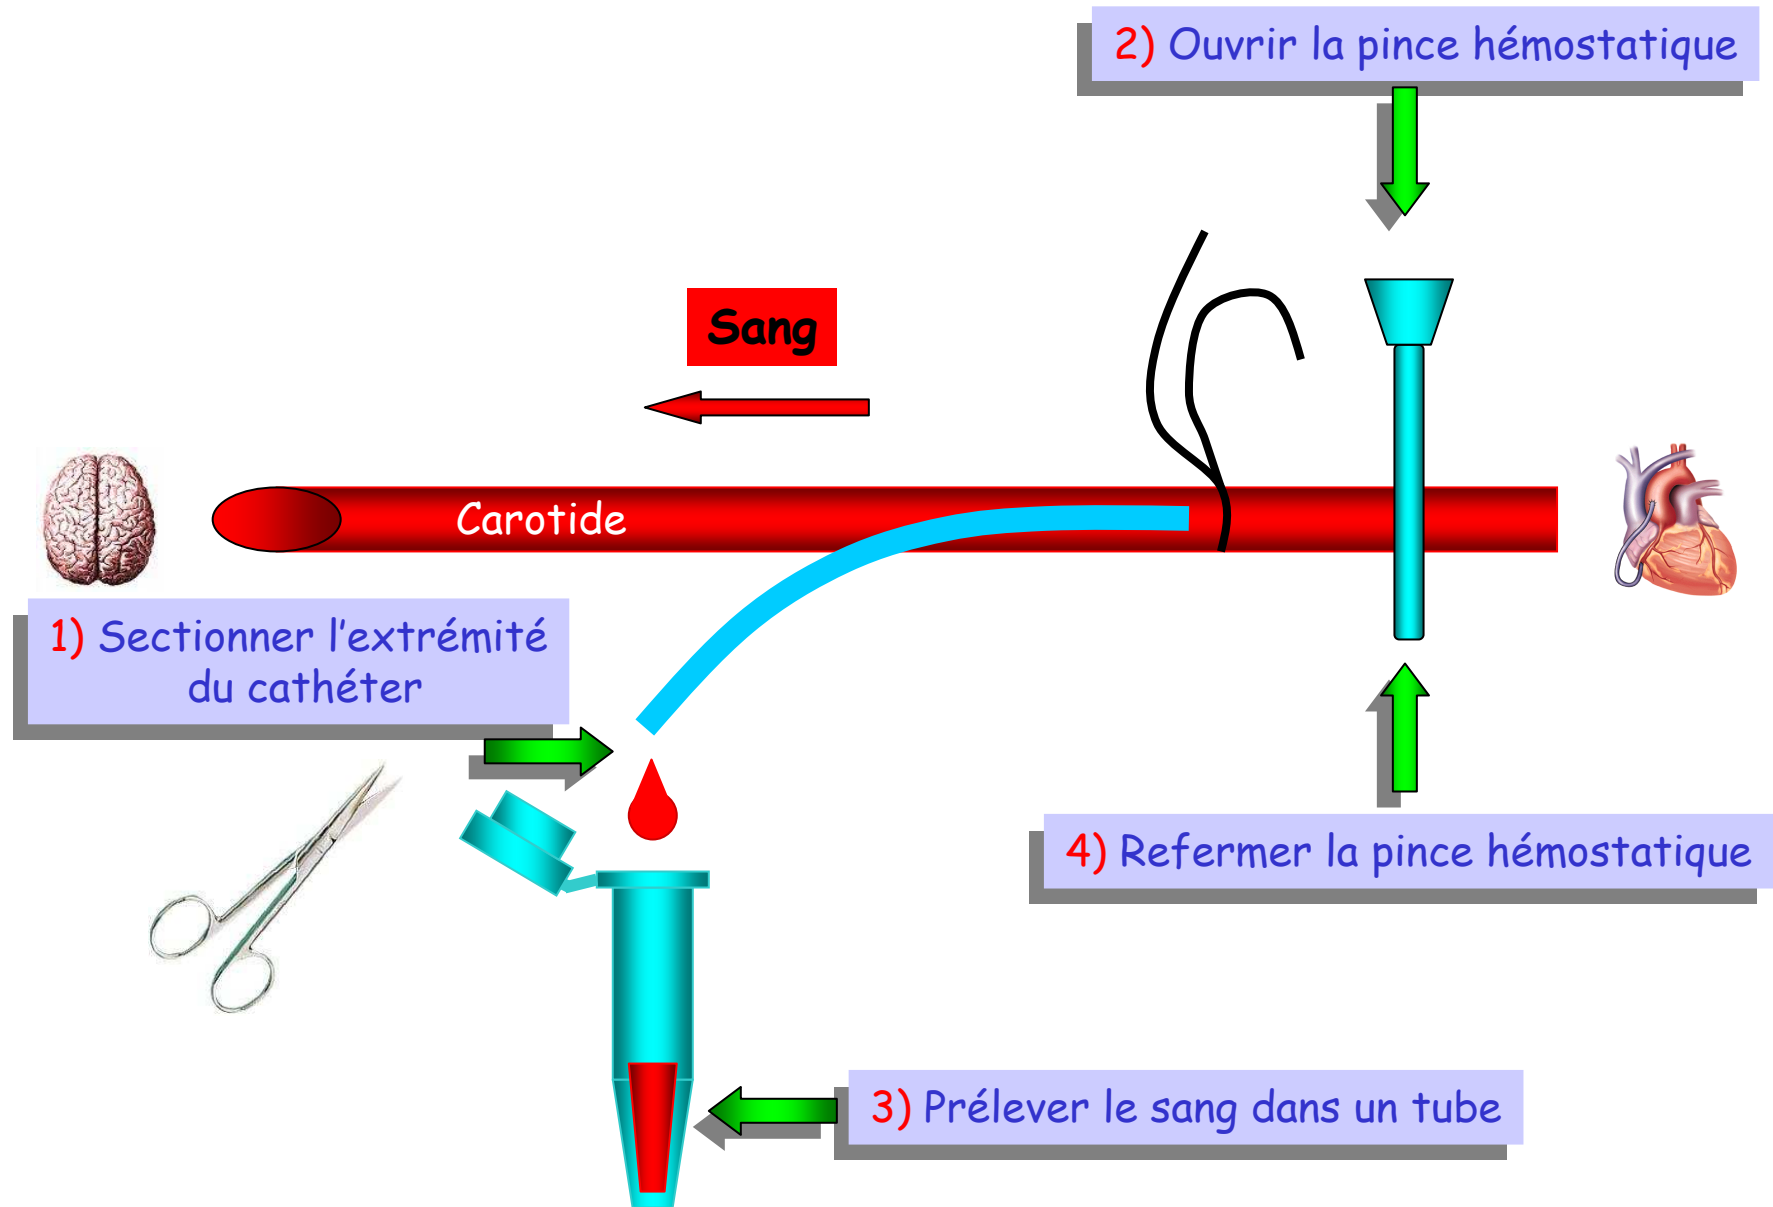 2) Ouvrir la pince hémostatique
Sang
Carotide
1) Sectionner l’extrémité
du cathéter
4) Refermer la pince hémostatique
3) Prélever le sang dans un tube